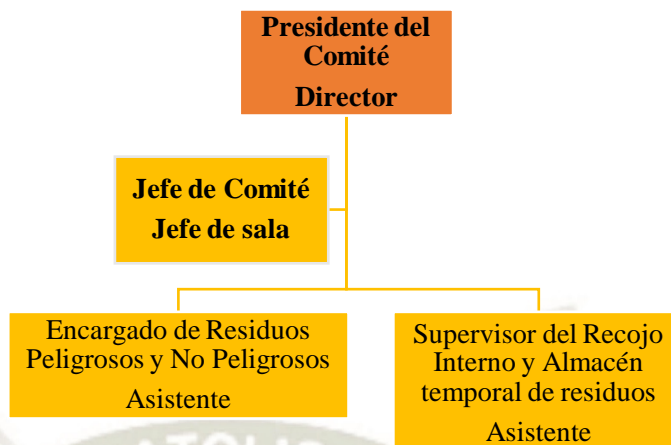 Presidente del
Comité
Director
Jefe de Comité
Jefe de sala
Encargado de Residuos
Peligrosos y No Peligrosos
Asistente
Supervisor del Recojo
Interno y Almacén
temporal de residuos
Asistente